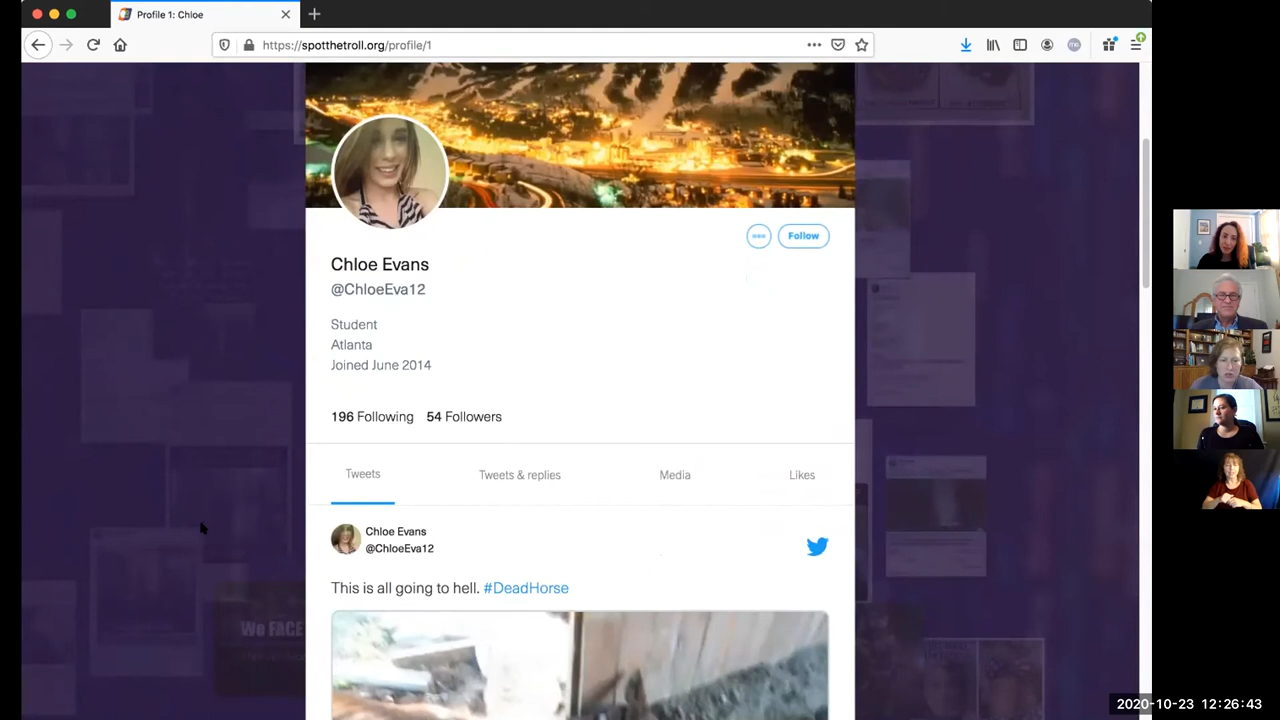 Profile 1: Chloe
https://spotthetroll.org/profile/1
Follow
Chloe Evans
@ChloeEva12
Student
Atlanta
Joined June 2014
196 Following 54 Followers
Tweets Tweets & replies Media Likes
Chloe Evans
@ChloeEva12
This is all going to hell. #DeadHorse
We FACE
2020-10-23 12:26:43